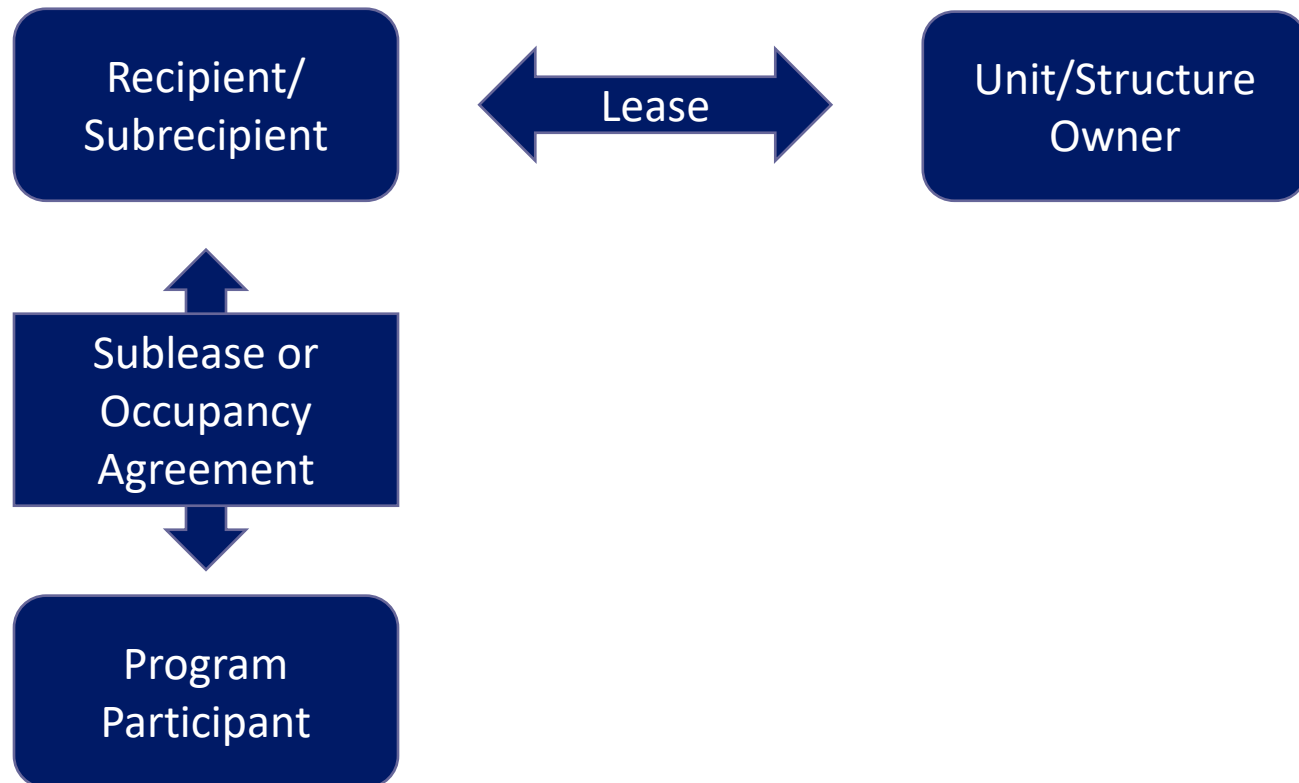 Recipient/
Subrecipient
Lease
Unit/Structure
Owner
Sublease or
Occupancy
Agreement
Program
Participant